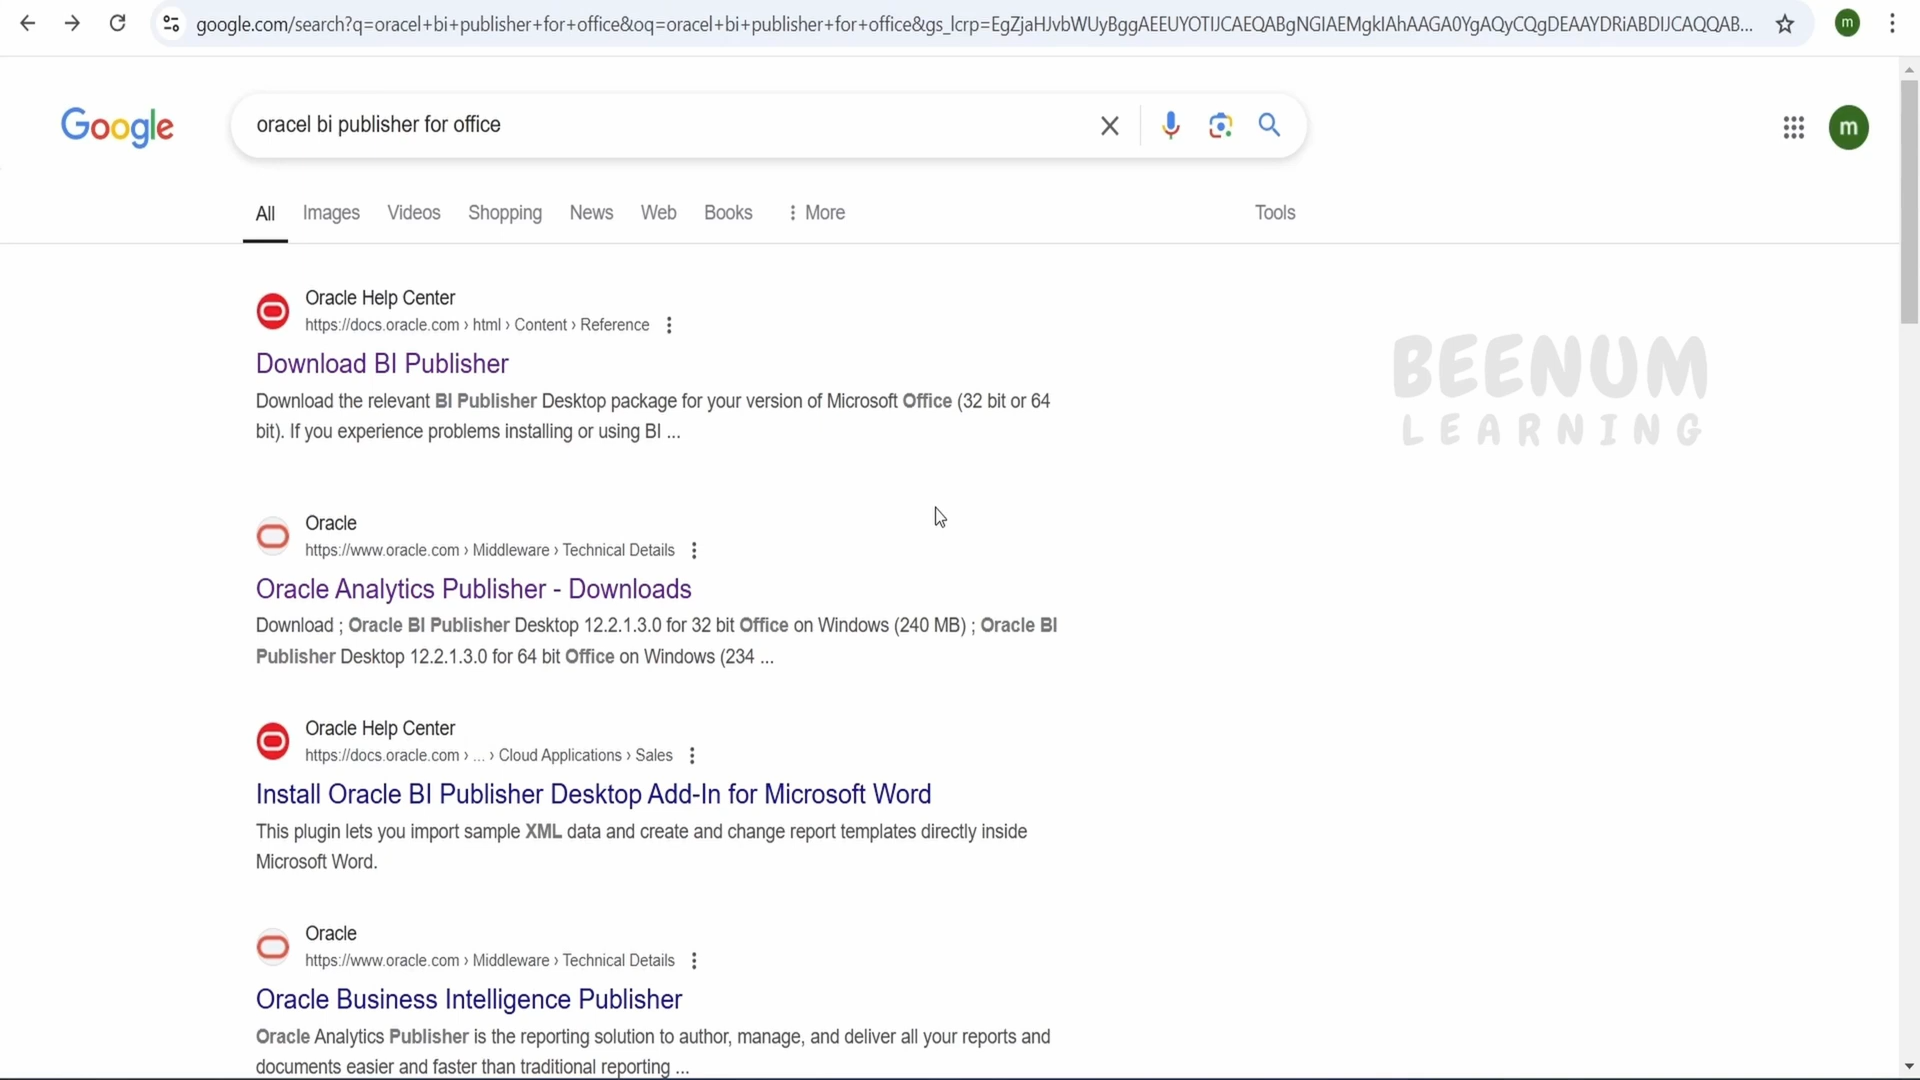 google.com/search?q=oracel+bi+publisher+for+office&oq=oracel+bi+publisher+for+office&gs_lcrp=EgZjaHJvbWUyBggAEEUYOTIJCAEQABgNGIAEMgkIAhAAGA0YgAQyCQgDEAAYDRiABDIJCAQQAB...
m
Google
oracel bi publisher for office
m
All Images Videos Shopping News Web Books More Tools
Oracle Help Center
https://docs.oracle.com › html › Content › Reference
Download BI Publisher
Download the relevant BI Publisher Desktop package for your version of Microsoft Office (32 bit or 64
bit). If you experience problems installing or using BI ...
BEENUM
LEARNING
Oracle
https://www.oracle.com › Middleware › Technical Details
Oracle Analytics Publisher - Downloads
Download ; Oracle BI Publisher Desktop 12.2.1.3.0 for 32 bit Office on Windows (240 MB) ; Oracle BI
Publisher Desktop 12.2.1.3.0 for 64 bit Office on Windows (234 ...
Oracle Help Center
https://docs.oracle.com › ... › Cloud Applications › Sales
Install Oracle BI Publisher Desktop Add-In for Microsoft Word
This plugin lets you import sample XML data and create and change report templates directly inside
Microsoft Word.
Oracle
https://www.oracle.com › Middleware › Technical Details
Oracle Business Intelligence Publisher
Oracle Analytics Publisher is the reporting solution to author, manage, and deliver all your reports and
documents easier and faster than traditional reporting ...